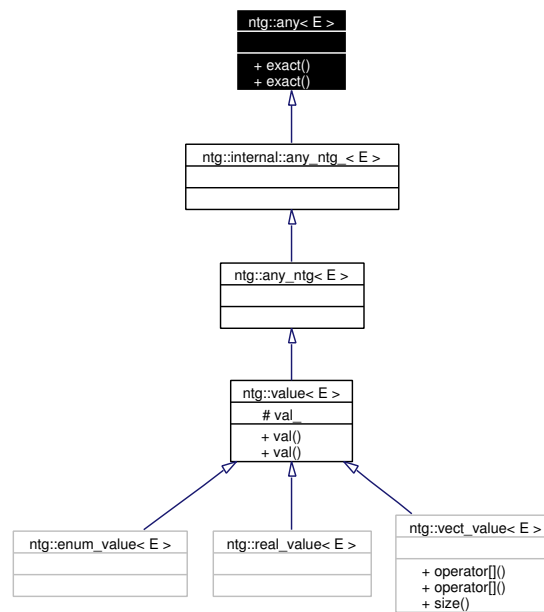 ntg::any< E >
+ exact()
+ exact()
ntg::internal::any_ntg_< E >
ntg::any_ntg< E >
ntg::value< E >
# val_
+ val()
+ val()
ntg::enum_value< E >
ntg::real_value< E >
ntg::vect_value< E >
+ operator[]()
+ operator[]()
+ size()